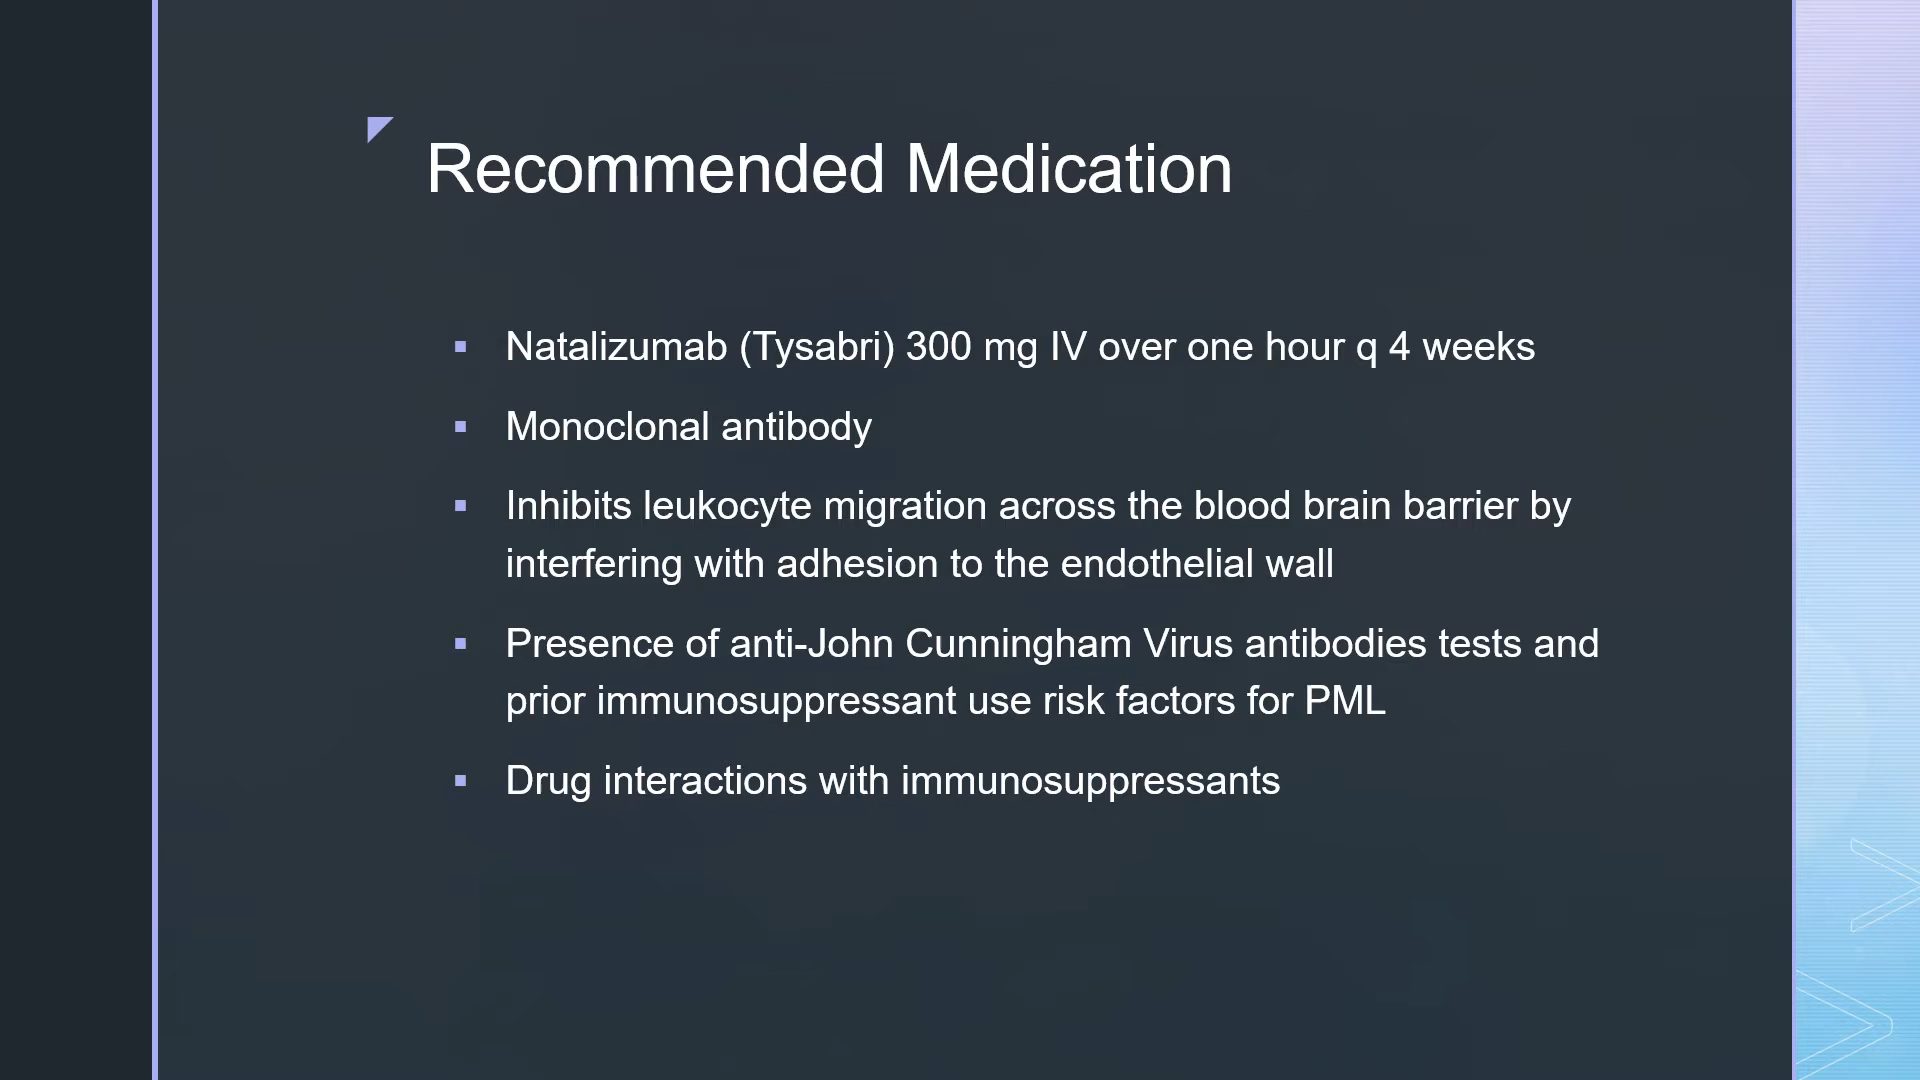 Recommended Medication
Natalizumab (Tysabri) 300 mg IV over one hour q 4 weeks
Monoclonal antibody
Inhibits leukocyte migration across the blood brain barrier by
interfering with adhesion to the endothelial wall
Presence of anti-John Cunningham Virus antibodies tests and
prior immunosuppressant use risk factors for PML
Drug interactions with immunosuppressants